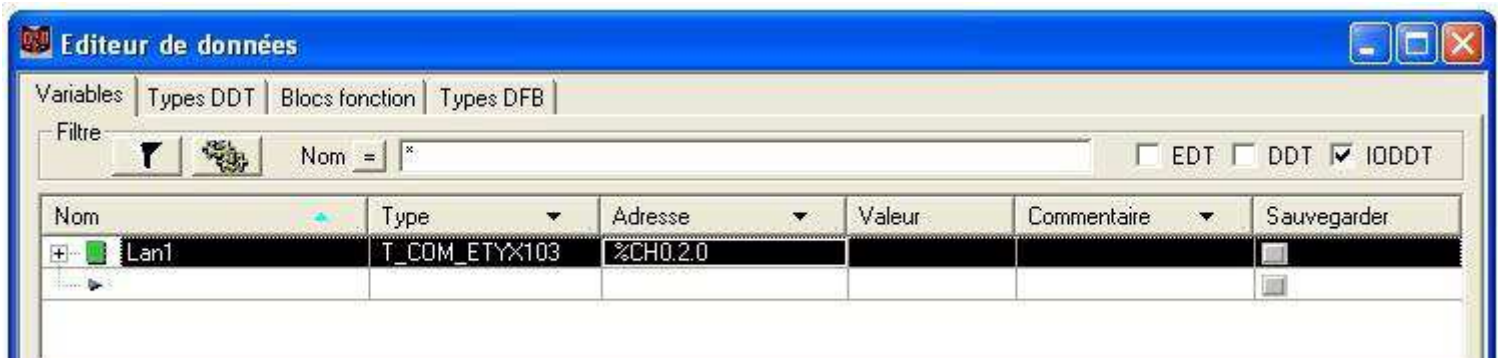 Editeur de données
Variables Types DDT Blocs fonction Types DFB
Filtre
Nom = * EDT DDT IODDT
Nom Type Adresse Valeur Commentaire Sauvegarder
Lan1 T_COM_ETYX103 %CH0.2.0